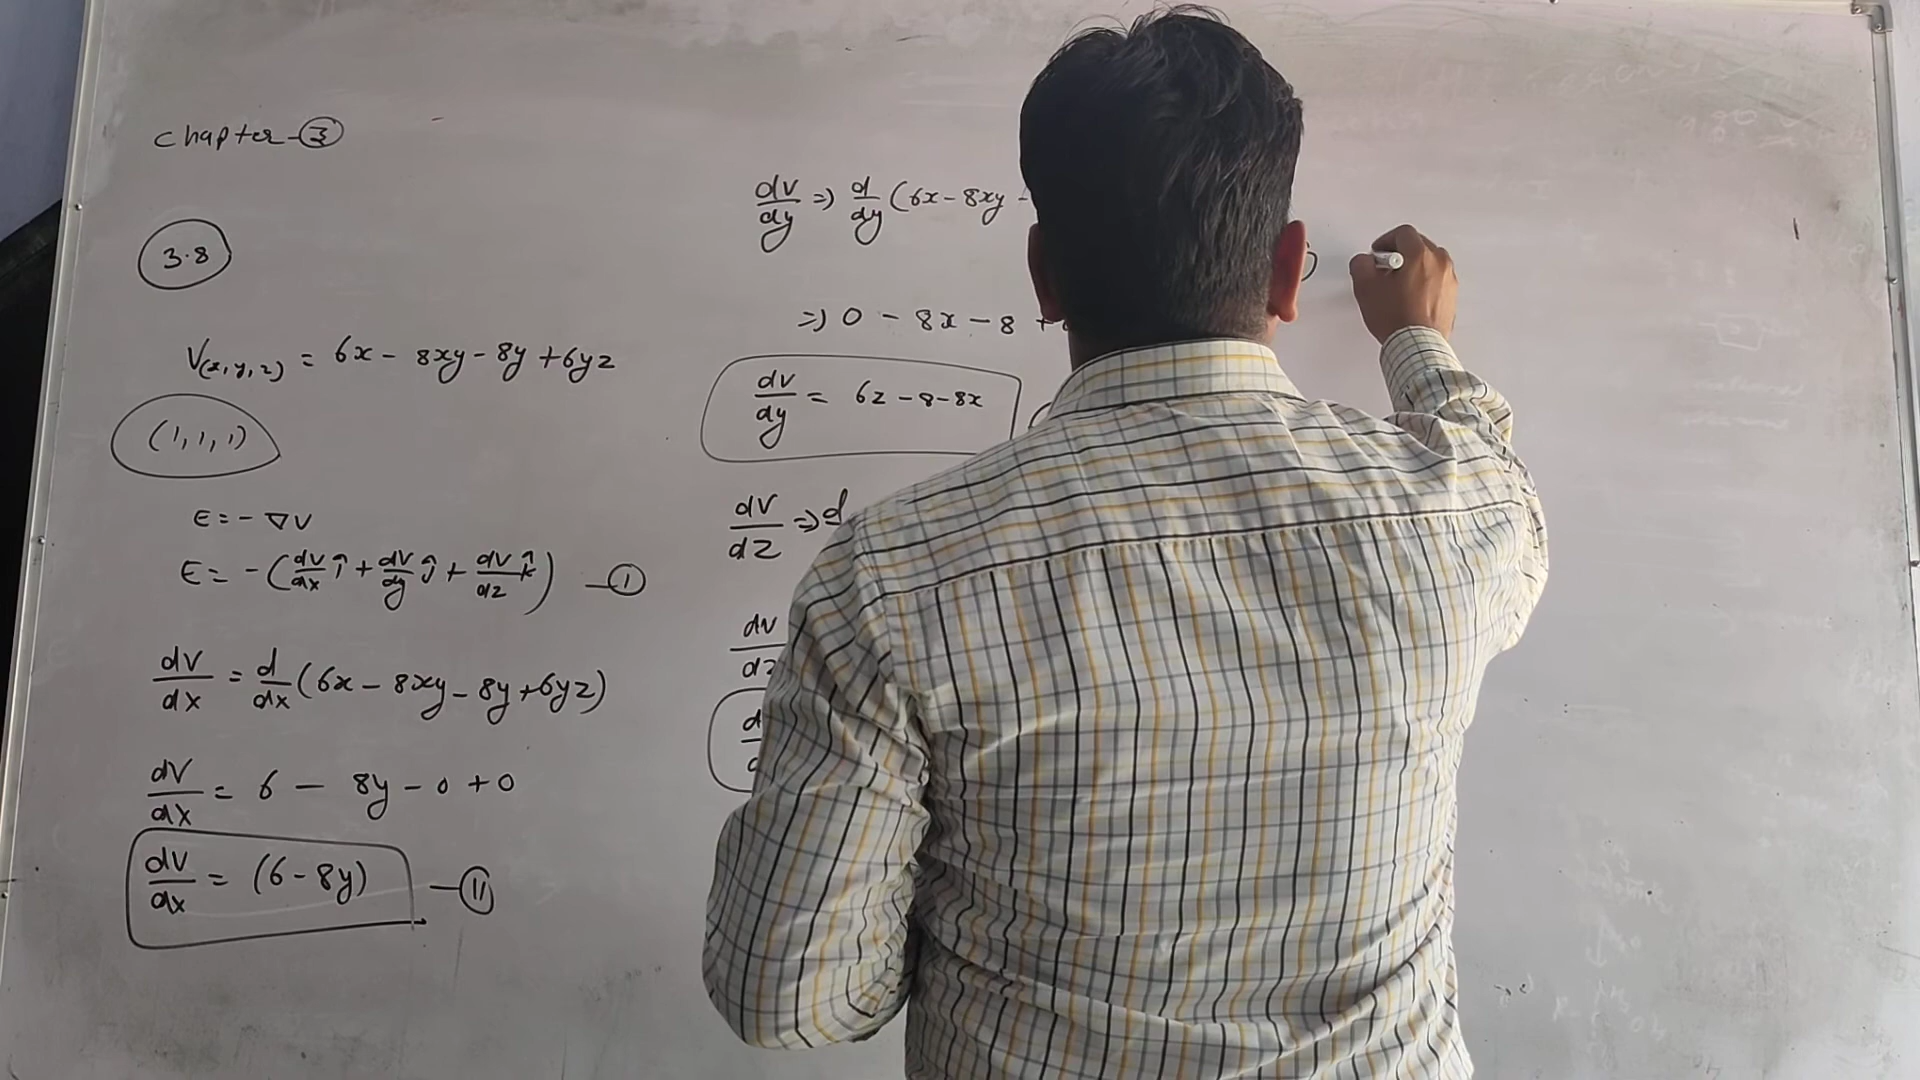 Chapter-③
3.8
V(x,y,z) = 6x - 8xy - 8y + 6yz
(1,1,1)
E = - ∇V
E = - (dv/dx î + dv/dy ĵ + dv/dz k̂) —①
dv/dx = d/dx (6x - 8xy - 8y + 6yz)
dv/dx = 6 - 8y - 0 + 0
dv/dx = (6 - 8y) —Ⅱ
dv/dy ⇒ d/dy (6x - 8xy -
⇒ 0 - 8x - 8 +
dv/dy = 6z - 8 - 8x
dv/dz ⇒ d
dv
dz